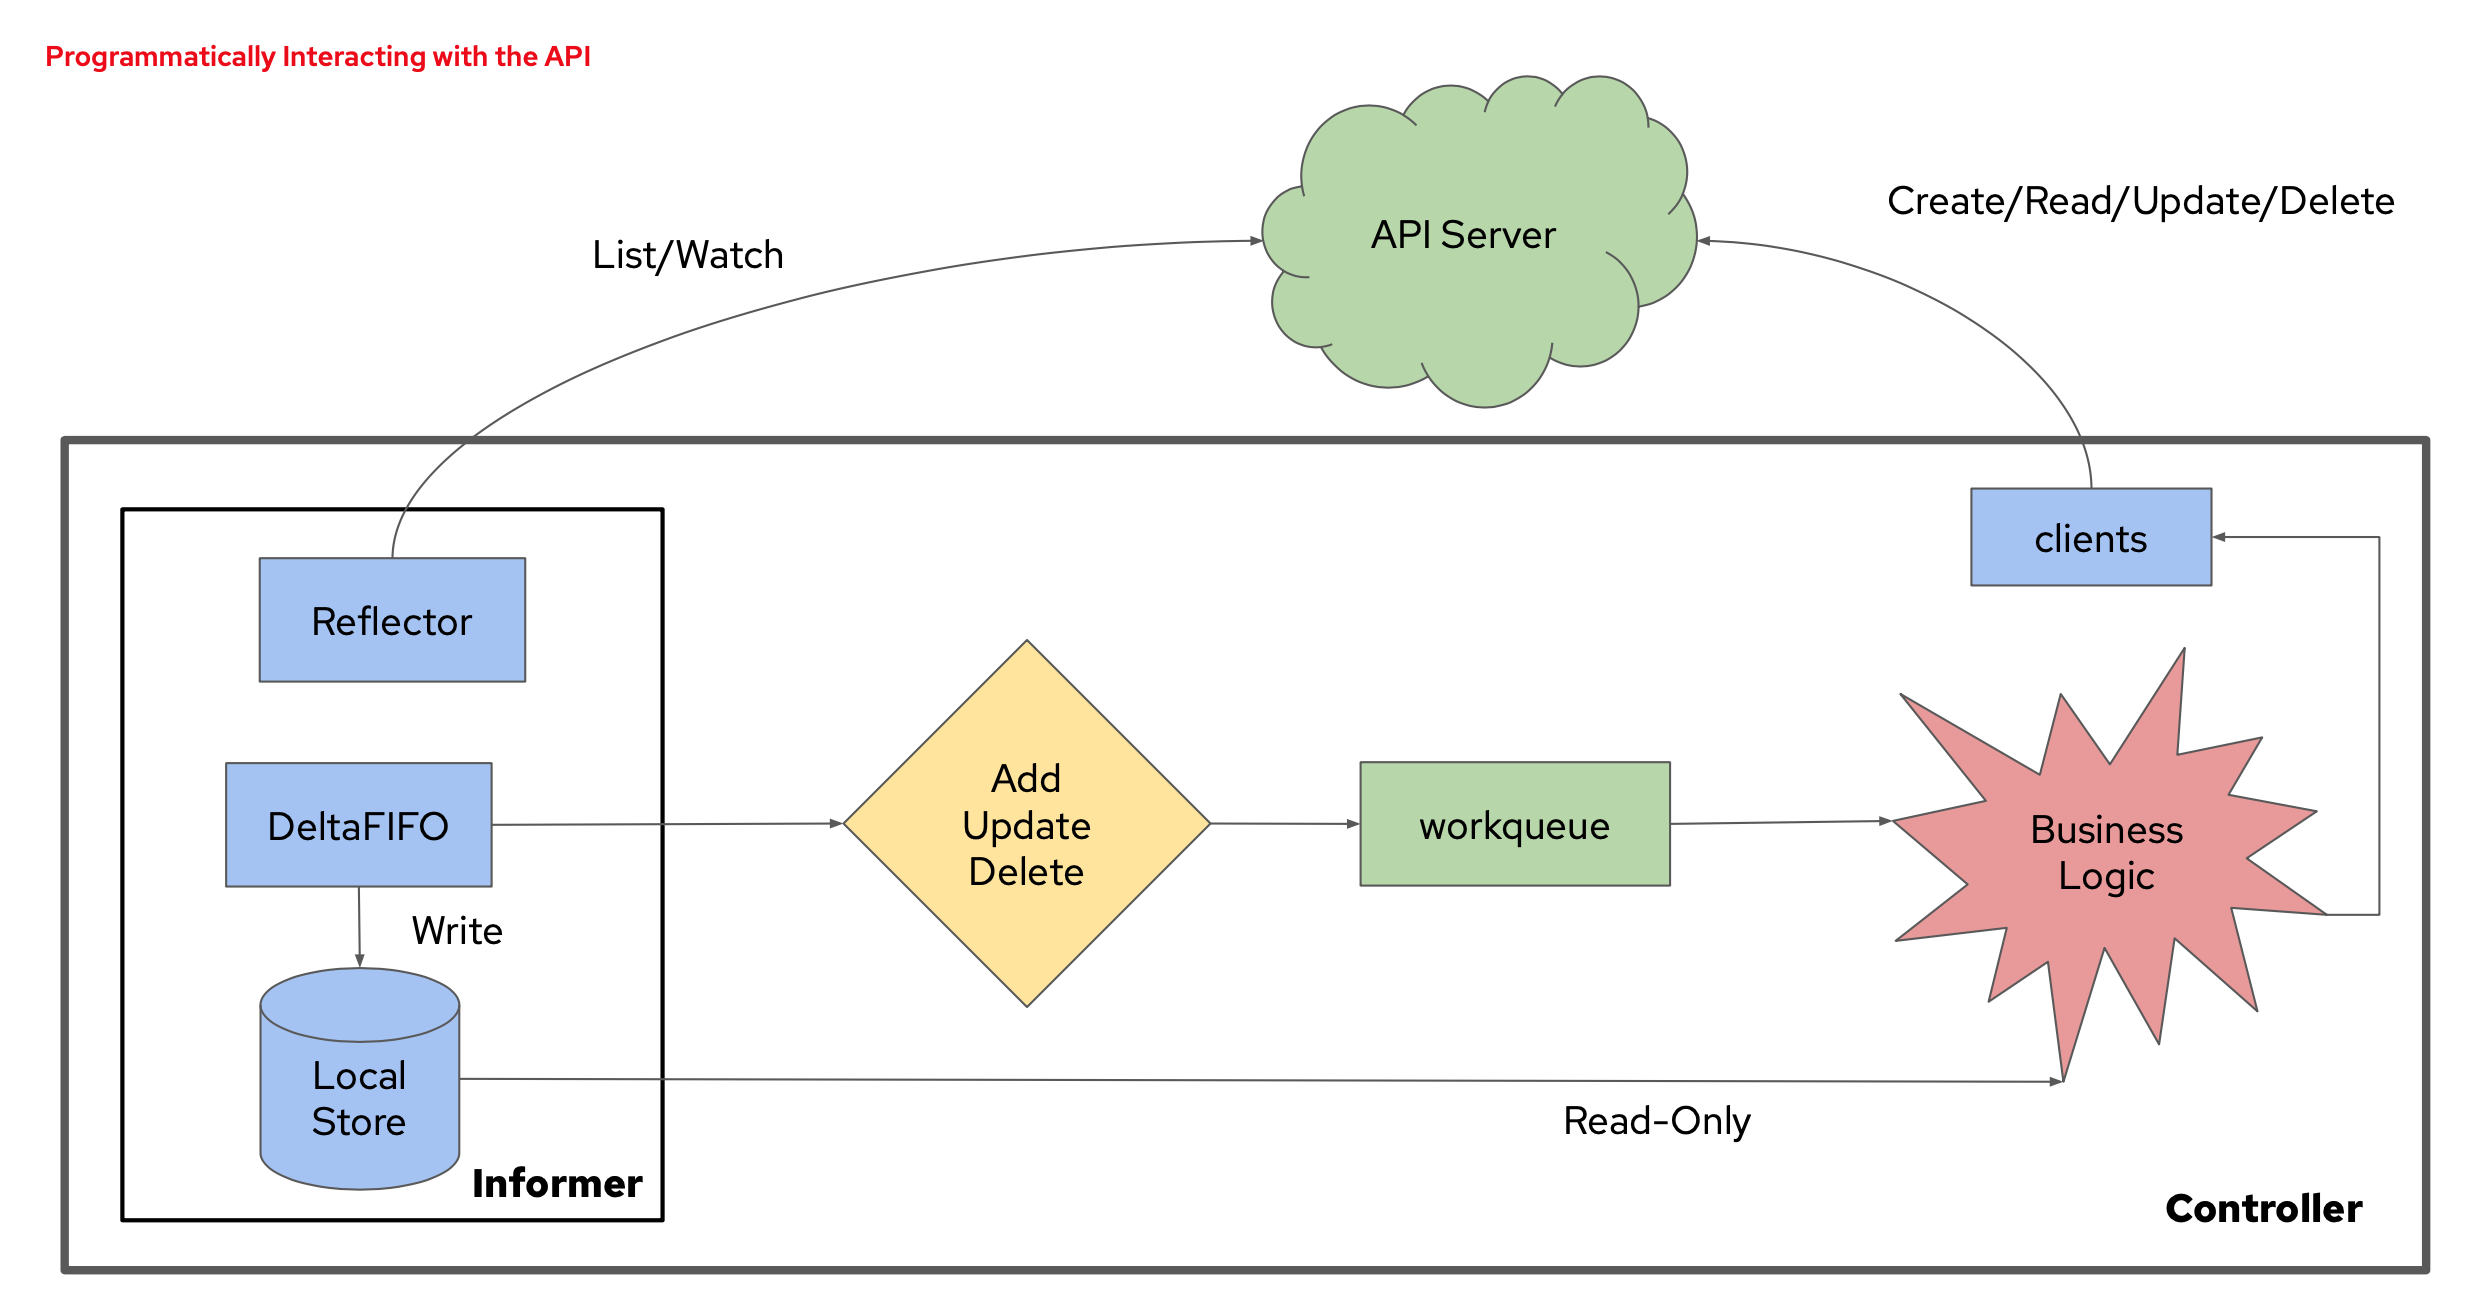 Programmatically Interacting with the API
API Server
Create/Read/Update/Delete
List/Watch
clients
Reflector
DeltaFIFO
Add
Update
Delete
workqueue
Business
Logic
Write
Local
Store
Read-Only
Informer
Controller